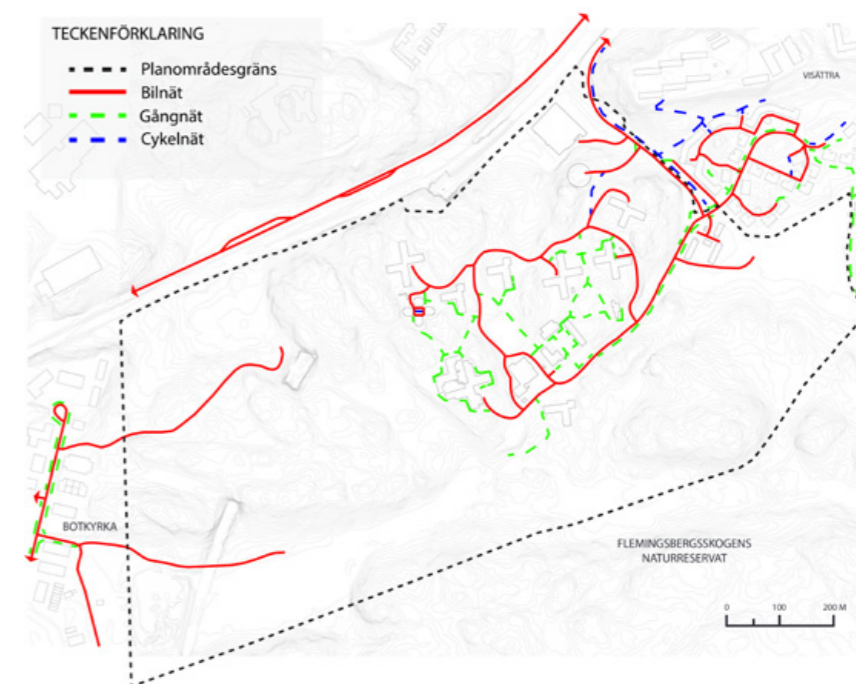 TECKENFÖRKLARING
Planområdesgräns
Bilnät
Gångnät
Cykelnät
VISÄTTRA
BOTKYRKA
FLEMINGSBERGSSKOGENS
NATURRESERVAT
0 100 200 M